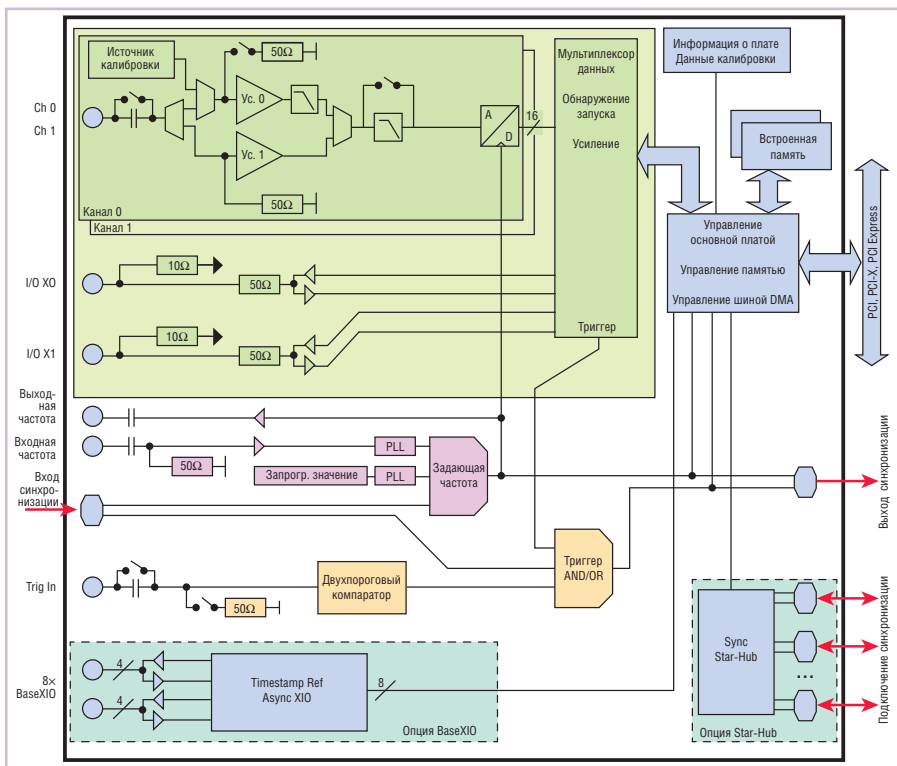 Источник
калибровки
50Ω
Ch 0
Ch 1
Ус. 0
Ус. 1
50Ω
A
D
16
Канал 0
Канал 1
Мультиплексор
данных
Обнаружение
запуска
Усиление
Триггер
Информация о плате
Данные калибровки
Встроенная
память
Управление
основной платой
Управление памятью
Управление шиной DMA
PCI, PCI-X, PCI Express
I/O X0
10Ω
50Ω
I/O X1
10Ω
50Ω
Выход-
ная
частота
Входная
частота
50Ω
PLL
Запрогр. значение
PLL
Задающая
частота
Вход
синхро-
низации
Выход синхронизации
Trig In
50Ω
Двухпороговый
компаратор
Триггер
AND/OR
8×
BaseXIO
4
4
Timestamp Ref
Async XIO
8
Опция BaseXIO
Sync
Star-Hub
...
Опция Star-Hub
Подключение синхронизации